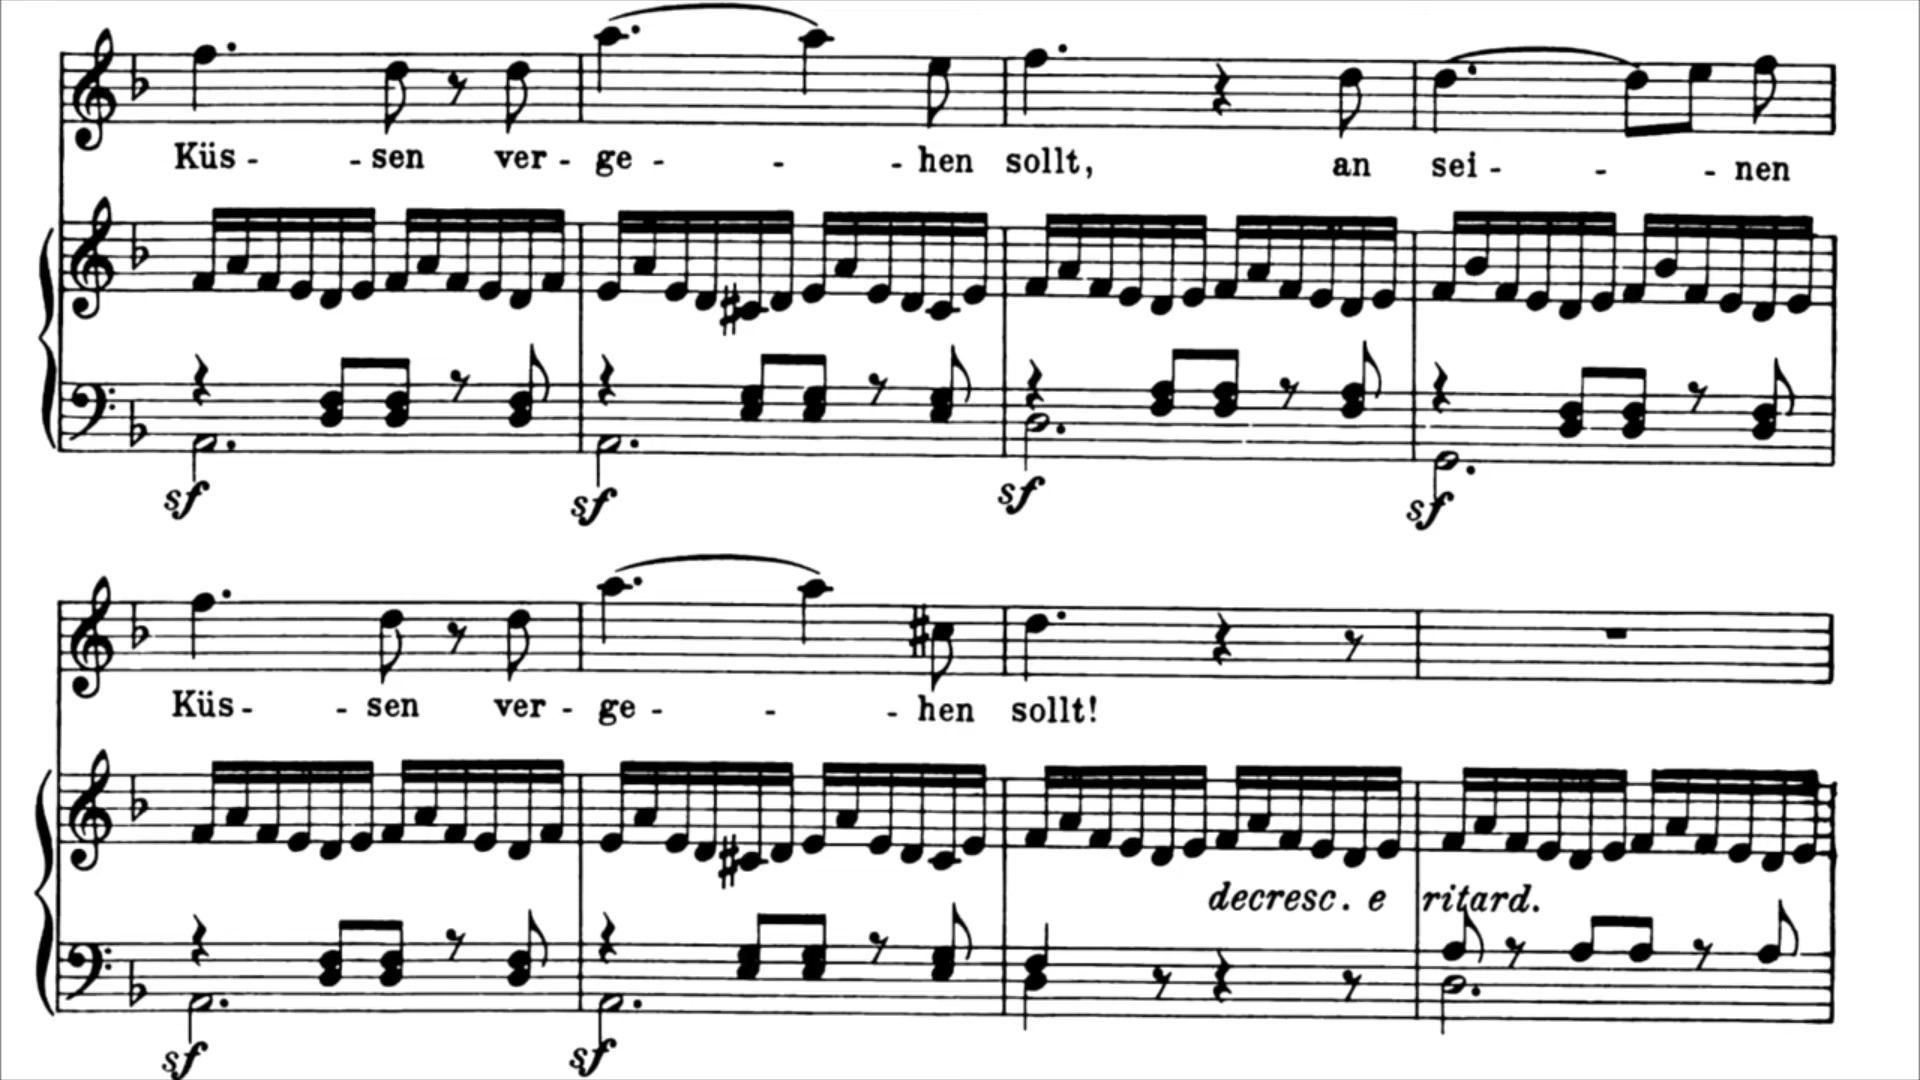 Küs - - sen ver - ge - - - hen sollt, an sei - - - nen
sf sf sf sf
Küs - - sen ver - ge - - - hen sollt!
decresc. e ritard.
sf sf